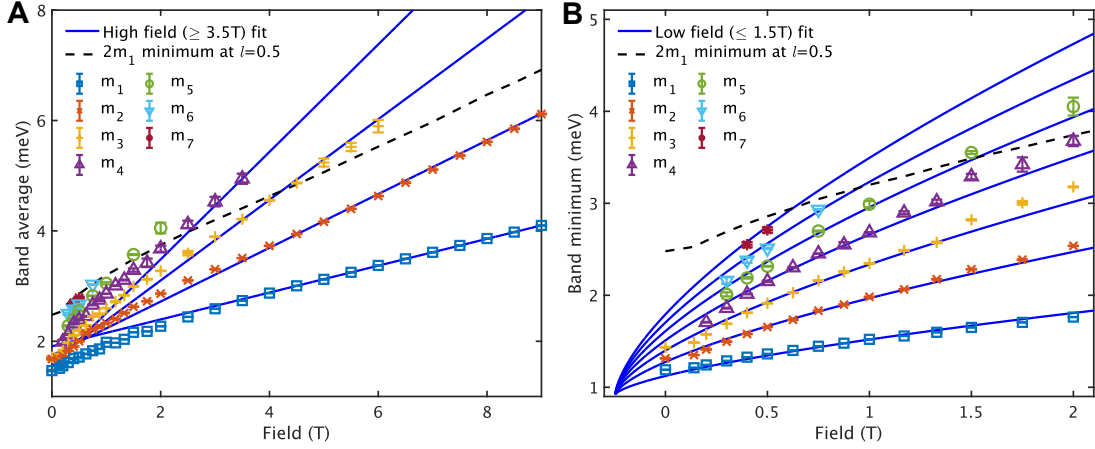 A
High field (≥ 3.5T) fit
2m₁ minimum at l=0.5
m₁
m₅
m₂
m₆
m₃
m₇
m₄
Band average (meV)
8
6
4
2
0
2
4
6
8
Field (T)
B
Low field (≤ 1.5T) fit
2m₁ minimum at l=0.5
m₁
m₅
m₂
m₆
m₃
m₇
m₄
Band minimum (meV)
5
4
3
2
1
0
0.5
1
1.5
2
Field (T)